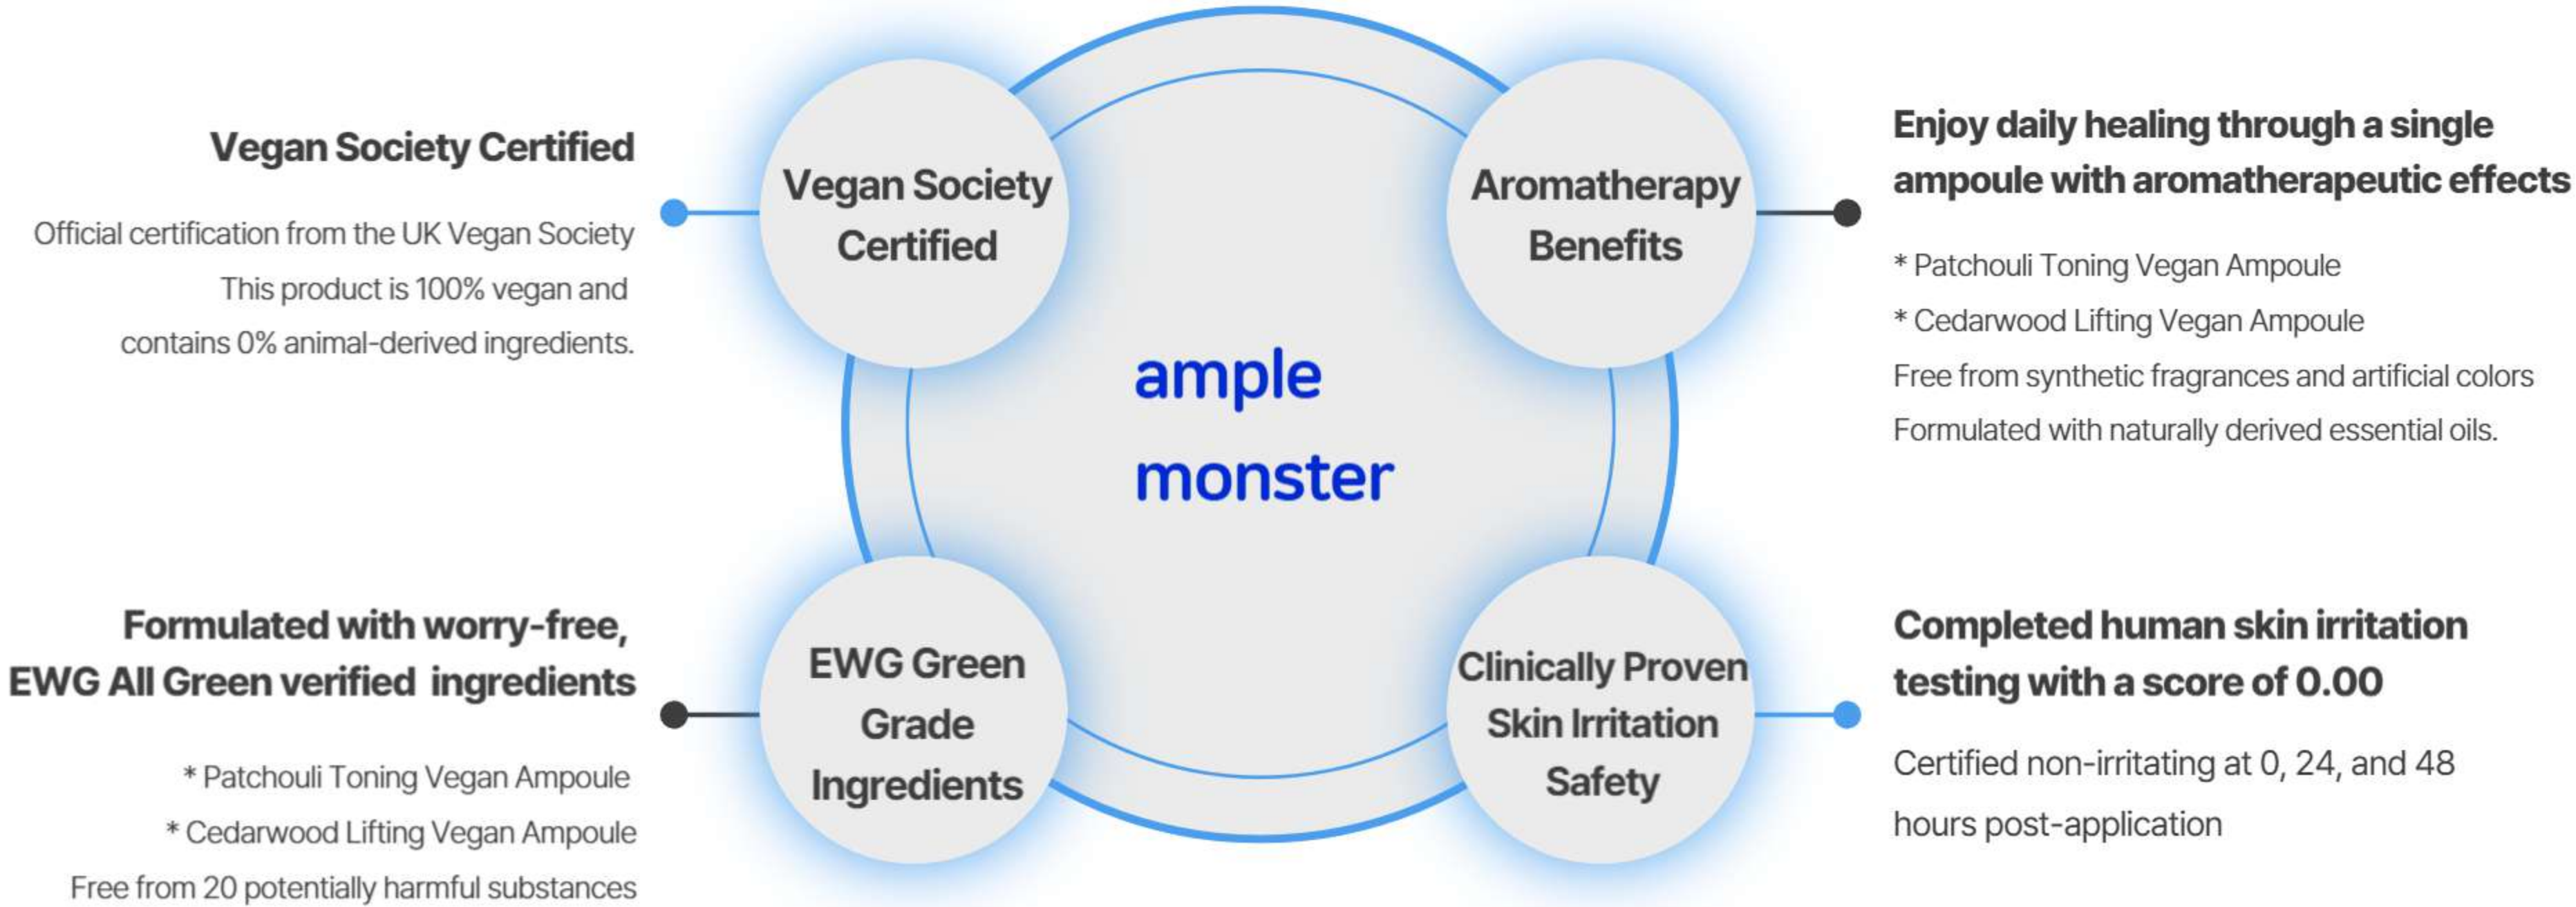 Vegan Society Certified
Official certification from the UK Vegan Society
This product is 100% vegan and
contains 0% animal-derived ingredients.
Vegan Society
Certified
Aromatherapy
Benefits
Enjoy daily healing through a single
ampoule with aromatherapeutic effects
* Patchouli Toning Vegan Ampoule
* Cedarwood Lifting Vegan Ampoule
Free from synthetic fragrances and artificial colors
Formulated with naturally derived essential oils.
ample
monster
Formulated with worry-free,
EWG All Green verified ingredients
* Patchouli Toning Vegan Ampoule
* Cedarwood Lifting Vegan Ampoule
Free from 20 potentially harmful substances
EWG Green
Grade
Ingredients
Clinically Proven
Skin Irritation
Safety
Completed human skin irritation
testing with a score of 0.00
Certified non-irritating at 0, 24, and 48
hours post-application